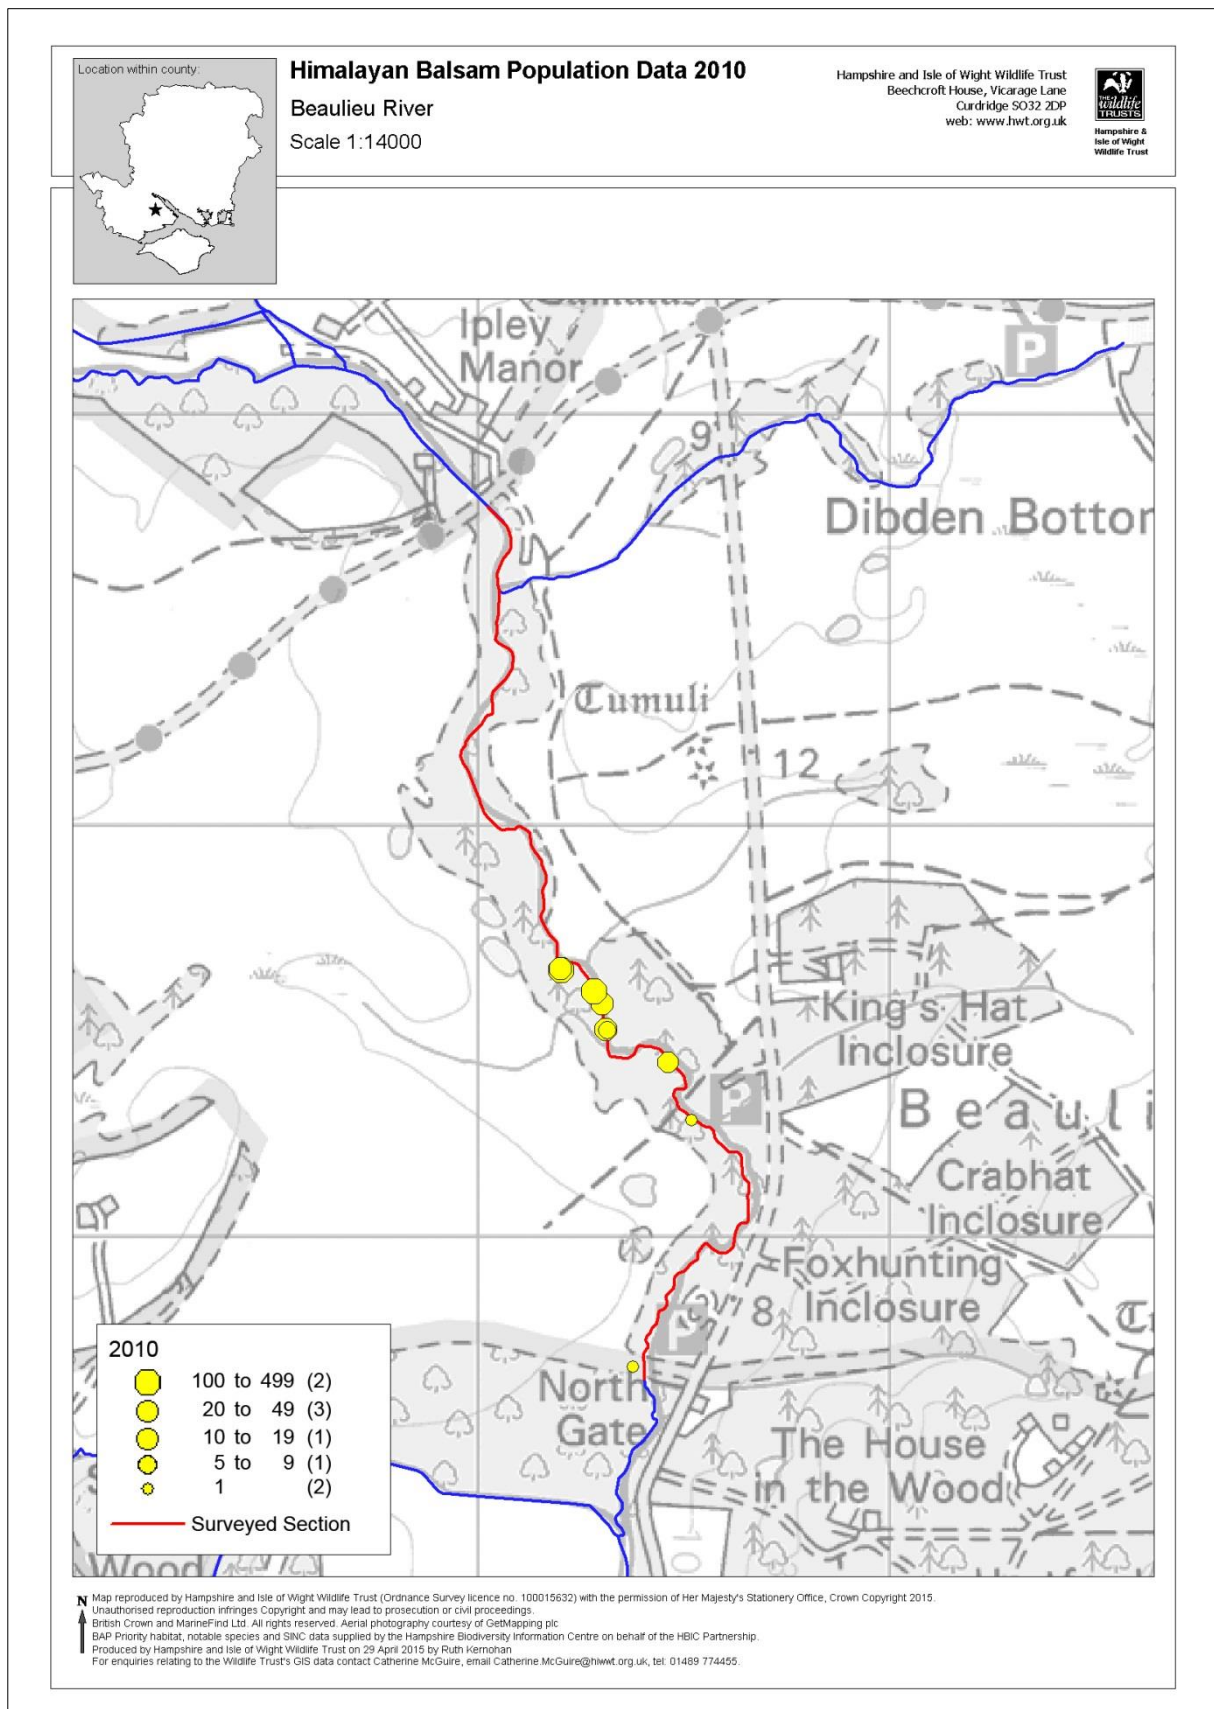 Location within county:
Himalayan Balsam Population Data 2010
Beaulieu River
Scale 1:14000
Hampshire and Isle of Wight Wildlife Trust
Beechcroft House, Vicarage Lane
Curdridge SO32 2DP
web: www.hwt.org.uk
THE
wildlife
TRUSTS
Hampshire &
Isle of Wight
Wildlife Trust
Ipley
Manor
P
9
Dibden Bottor
Tumuli
12
King's Hat
Inclosure
P
Beauli
Crabhat
Inclosure
Foxhunting
Inclosure
8
P
North
Gate
The House
in the Wood
10
Wood
2010
100 to 499 (2)
20 to 49 (3)
10 to 19 (1)
5 to 9 (1)
1 (2)
Surveyed Section
N
Map reproduced by Hampshire and Isle of Wight Wildlife Trust (Ordnance Survey licence no. 100015632) with the permission of Her Majesty's Stationery Office, Crown Copyright 2015.
Unauthorised reproduction infringes Copyright and may lead to prosecution or civil proceedings.
British Crown and MarineFind Ltd. All rights reserved. Aerial photography courtesy of GetMapping plc
BAP Priority habitat, notable species and SINC data supplied by the Hampshire Biodiversity Information Centre on behalf of the HBIC Partnership.
Produced by Hampshire and Isle of Wight Wildlife Trust on 29 April 2015 by Ruth Kernohan
For enquiries relating to the Wildlife Trust's GIS data contact Catherine McGuire, email Catherine.McGuire@hiwwt.org.uk, tel: 01489 774455.